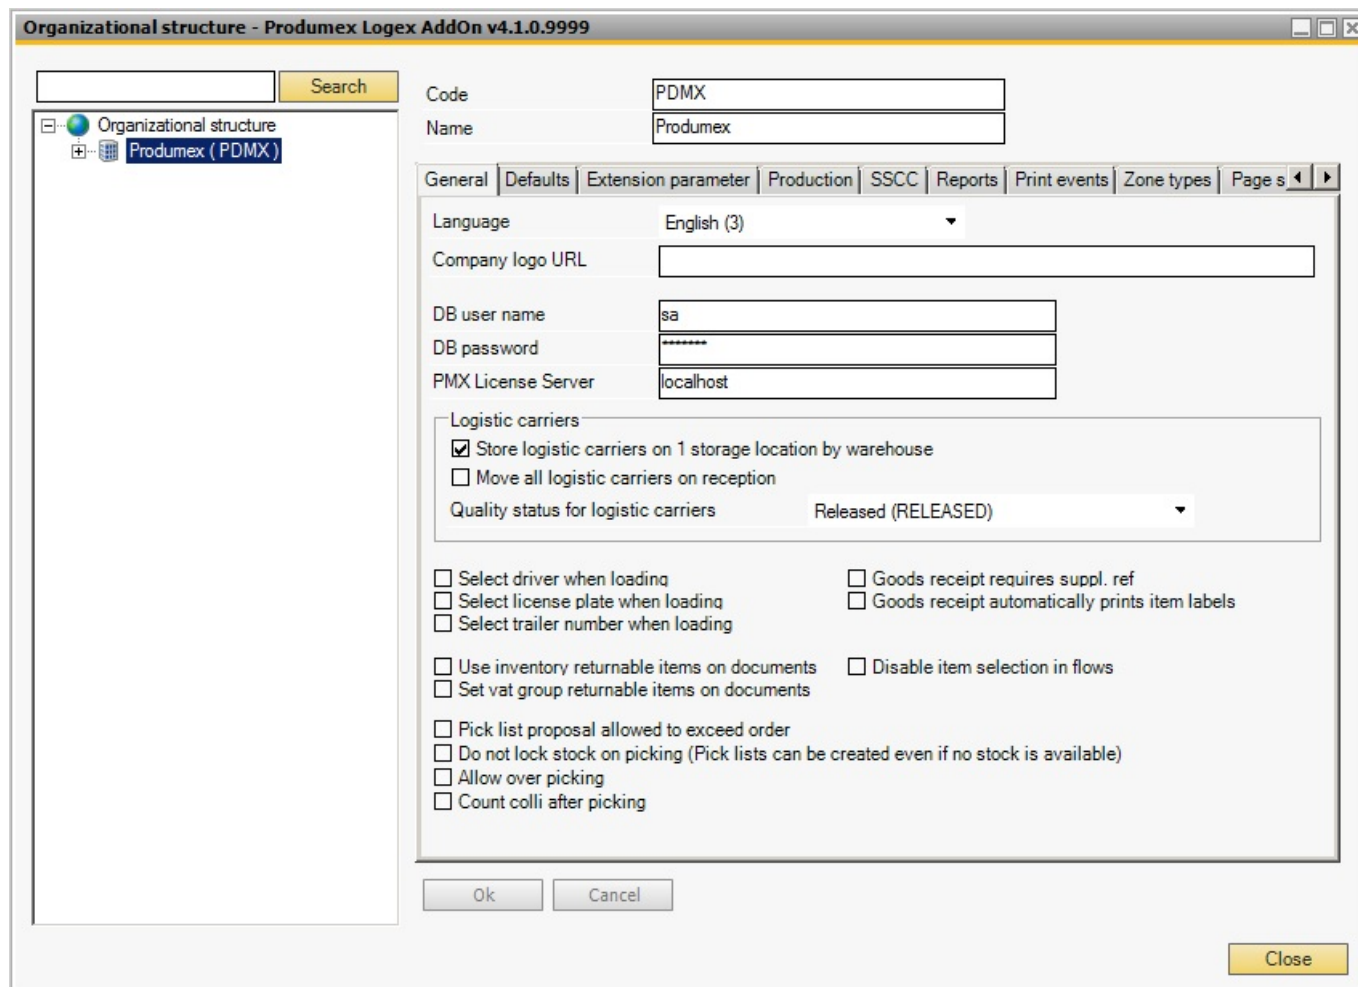 Organizational structure - Produmex Logex AddOn v4.1.0.9999
Search
Organizational structure
Produmex ( PDMX )
Code PDMX
Name Produmex
General Defaults Extension parameter Production SSCC Reports Print events Zone types Page s
Language English (3)
Company logo URL
DB user name sa
DB password *******
PMX License Server localhost
Logistic carriers
Store logistic carriers on 1 storage location by warehouse
Move all logistic carriers on reception
Quality status for logistic carriers Released (RELEASED)
Select driver when loading Goods receipt requires suppl. ref
Select license plate when loading Goods receipt automatically prints item labels
Select trailer number when loading
Use inventory returnable items on documents Disable item selection in flows
Set vat group returnable items on documents
Pick list proposal allowed to exceed order
Do not lock stock on picking (Pick lists can be created even if no stock is available)
Allow over picking
Count colli after picking
Ok Cancel
Close